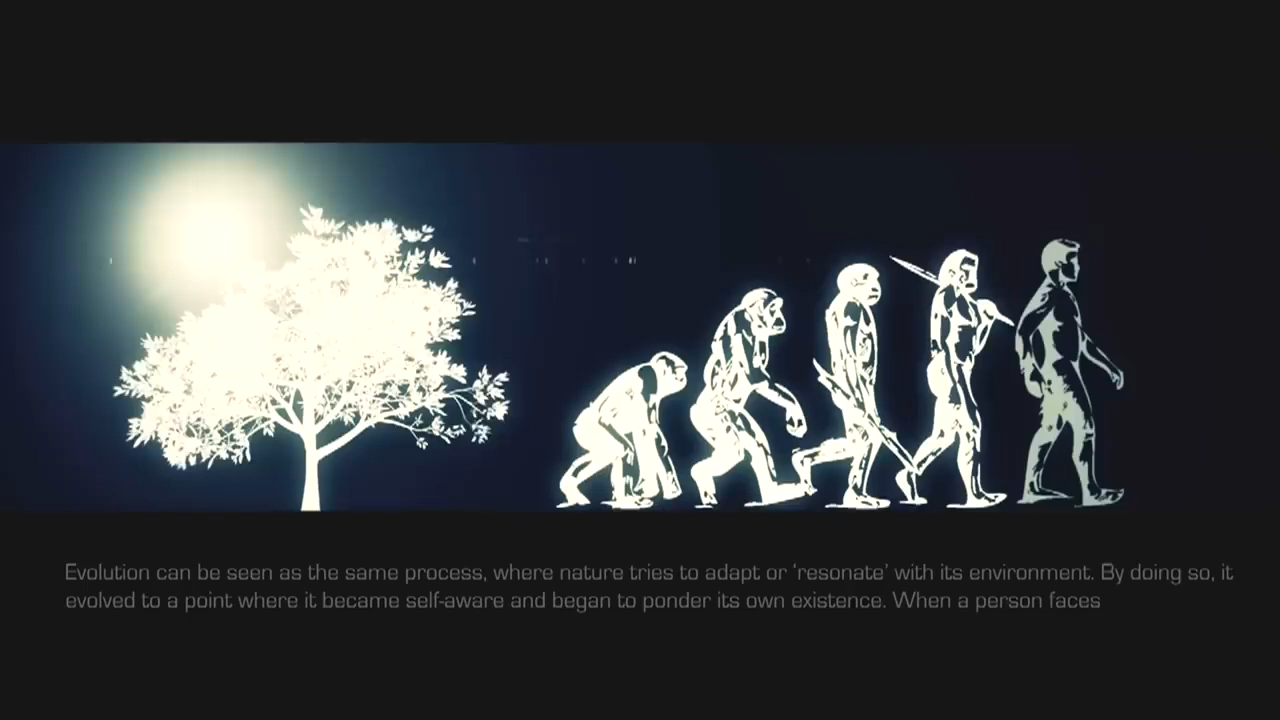 Evolution can be seen as the same process, where nature tries to adapt or ‘resonate’ with its environment. By doing so, it
evolved to a point where it became self-aware and began to ponder its own existence. When a person faces